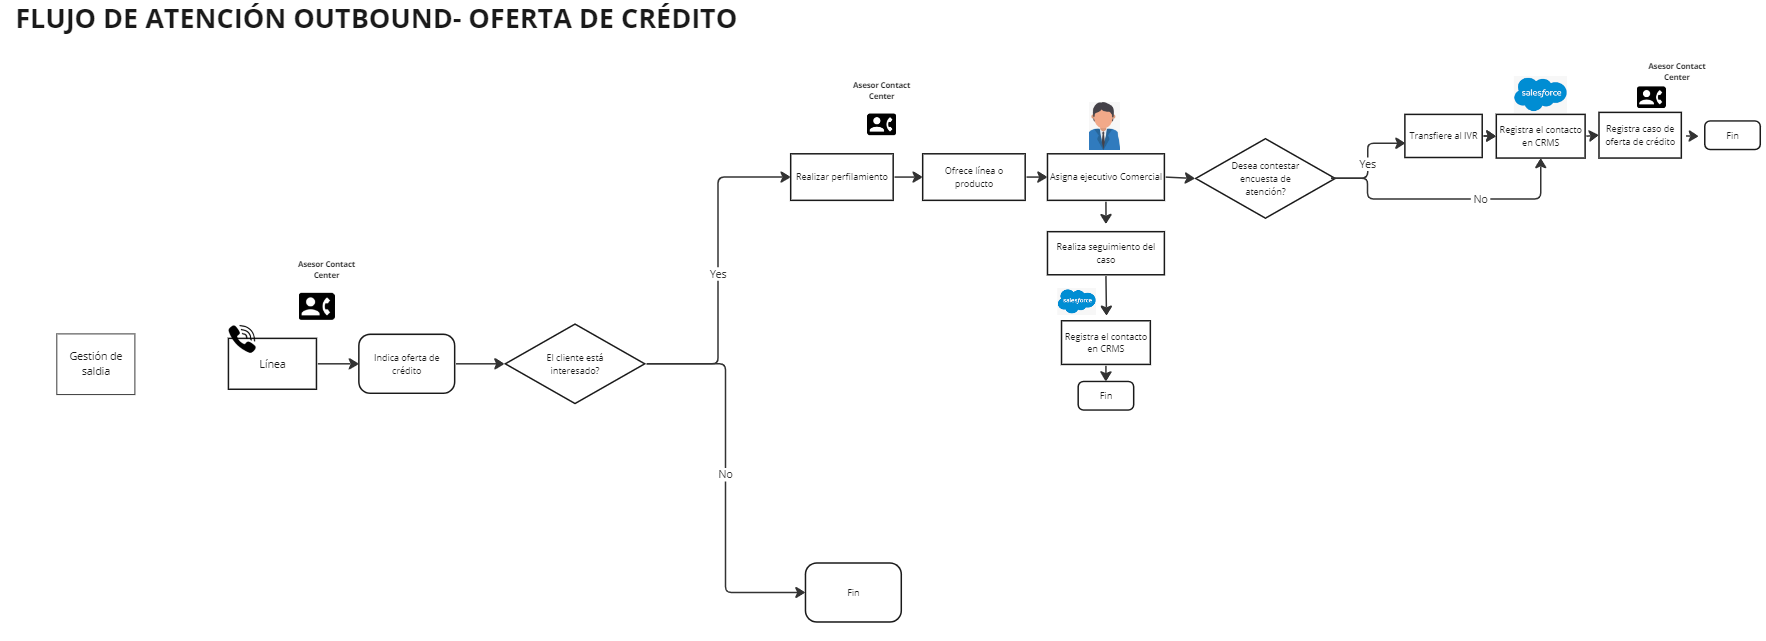 FLUJO DE ATENCIÓN OUTBOUND- OFERTA DE CRÉDITO
Gestión de
saldia
Asesor Contact
Center
Línea
Indica oferta de
crédito
El cliente está
interesado?
Yes
No
Fin
Asesor Contact
Center
Realizar perfilamiento
Ofrece línea o
producto
Asigna ejecutivo Comercial
Realiza seguimiento del
caso
salesforce
Registra el contacto
en CRMS
Fin
Desea contestar
encuesta de
atención?
Yes
No
Transfiere al IVR
salesforce
Registra el contacto
en CRMS
Asesor Contact
Center
Registra caso de
oferta de crédito
Fin